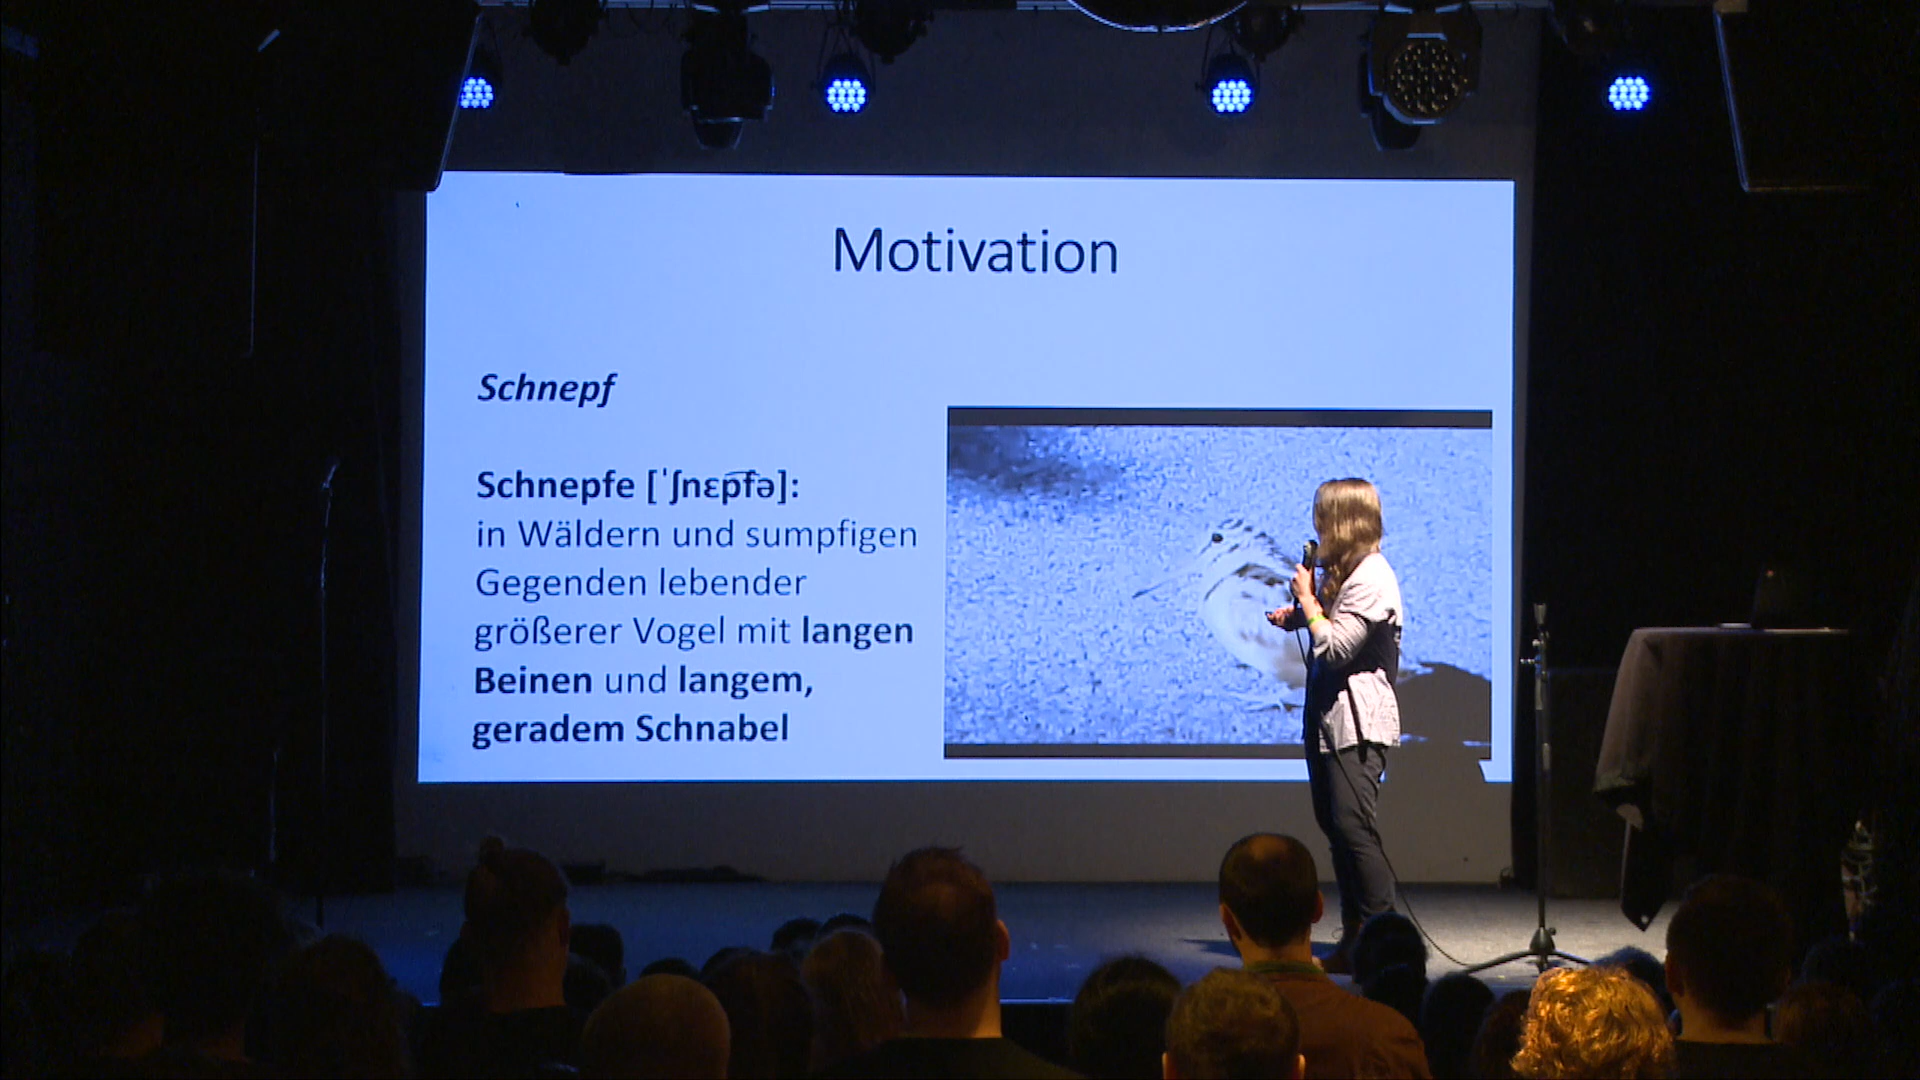 Motivation
Schnepf
Schnepfe [ˈʃnɛp͡fə]:
in Wäldern und sumpfigen
Gegenden lebender
größerer Vogel mit langen
Beinen und langem,
geradem Schnabel